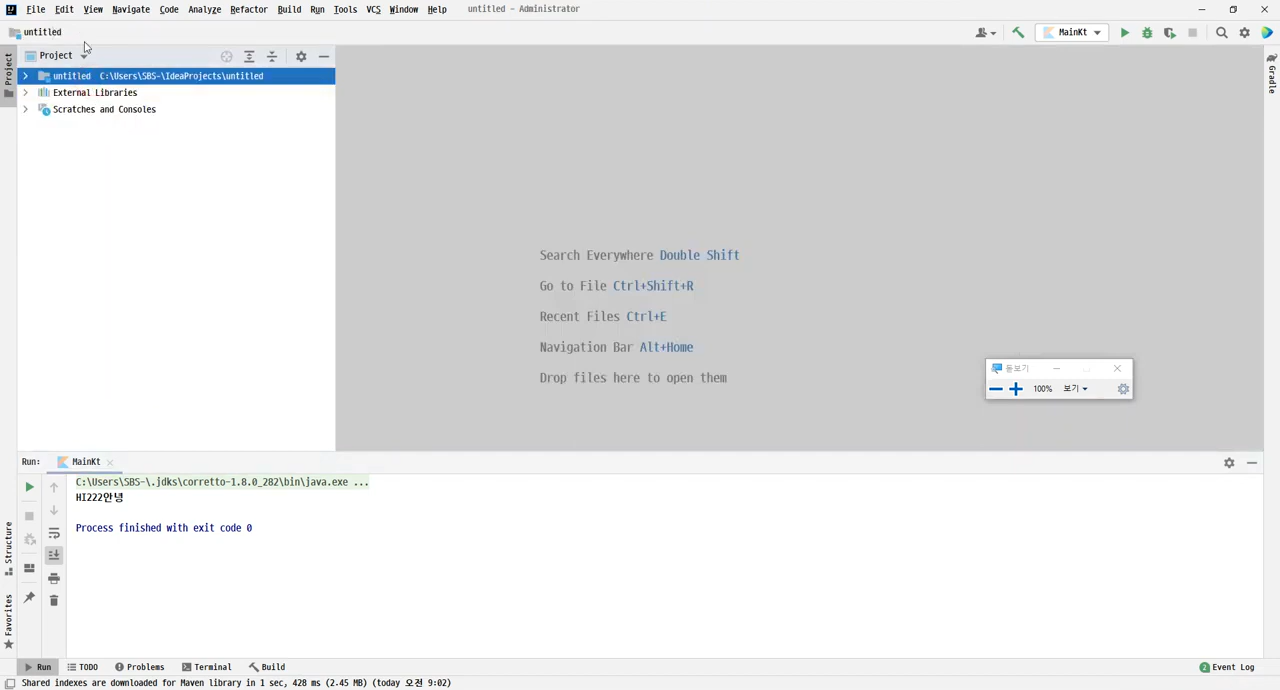 File Edit View Navigate Code Analyze Refactor Build Run Tools VCS Window Help untitled - Administrator
untitled MainKt
Project
Project
untitled C:\Users\SBS-\IdeaProjects\untitled
External Libraries
Scratches and Consoles
Gradle
Search Everywhere Double Shift
Go to File Ctrl+Shift+R
Recent Files Ctrl+E
Navigation Bar Alt+Home
Drop files here to open them
돋보기
100% 보기
Run: MainKt
C:\Users\SBS-\.jdks\corretto-1.8.0_282\bin\java.exe ...
HI222안녕
Process finished with exit code 0
Structure
Favorites
Run TODO Problems Terminal Build 2 Event Log
Shared indexes are downloaded for Maven library in 1 sec, 428 ms (2.45 MB) (today 오전 9:02)